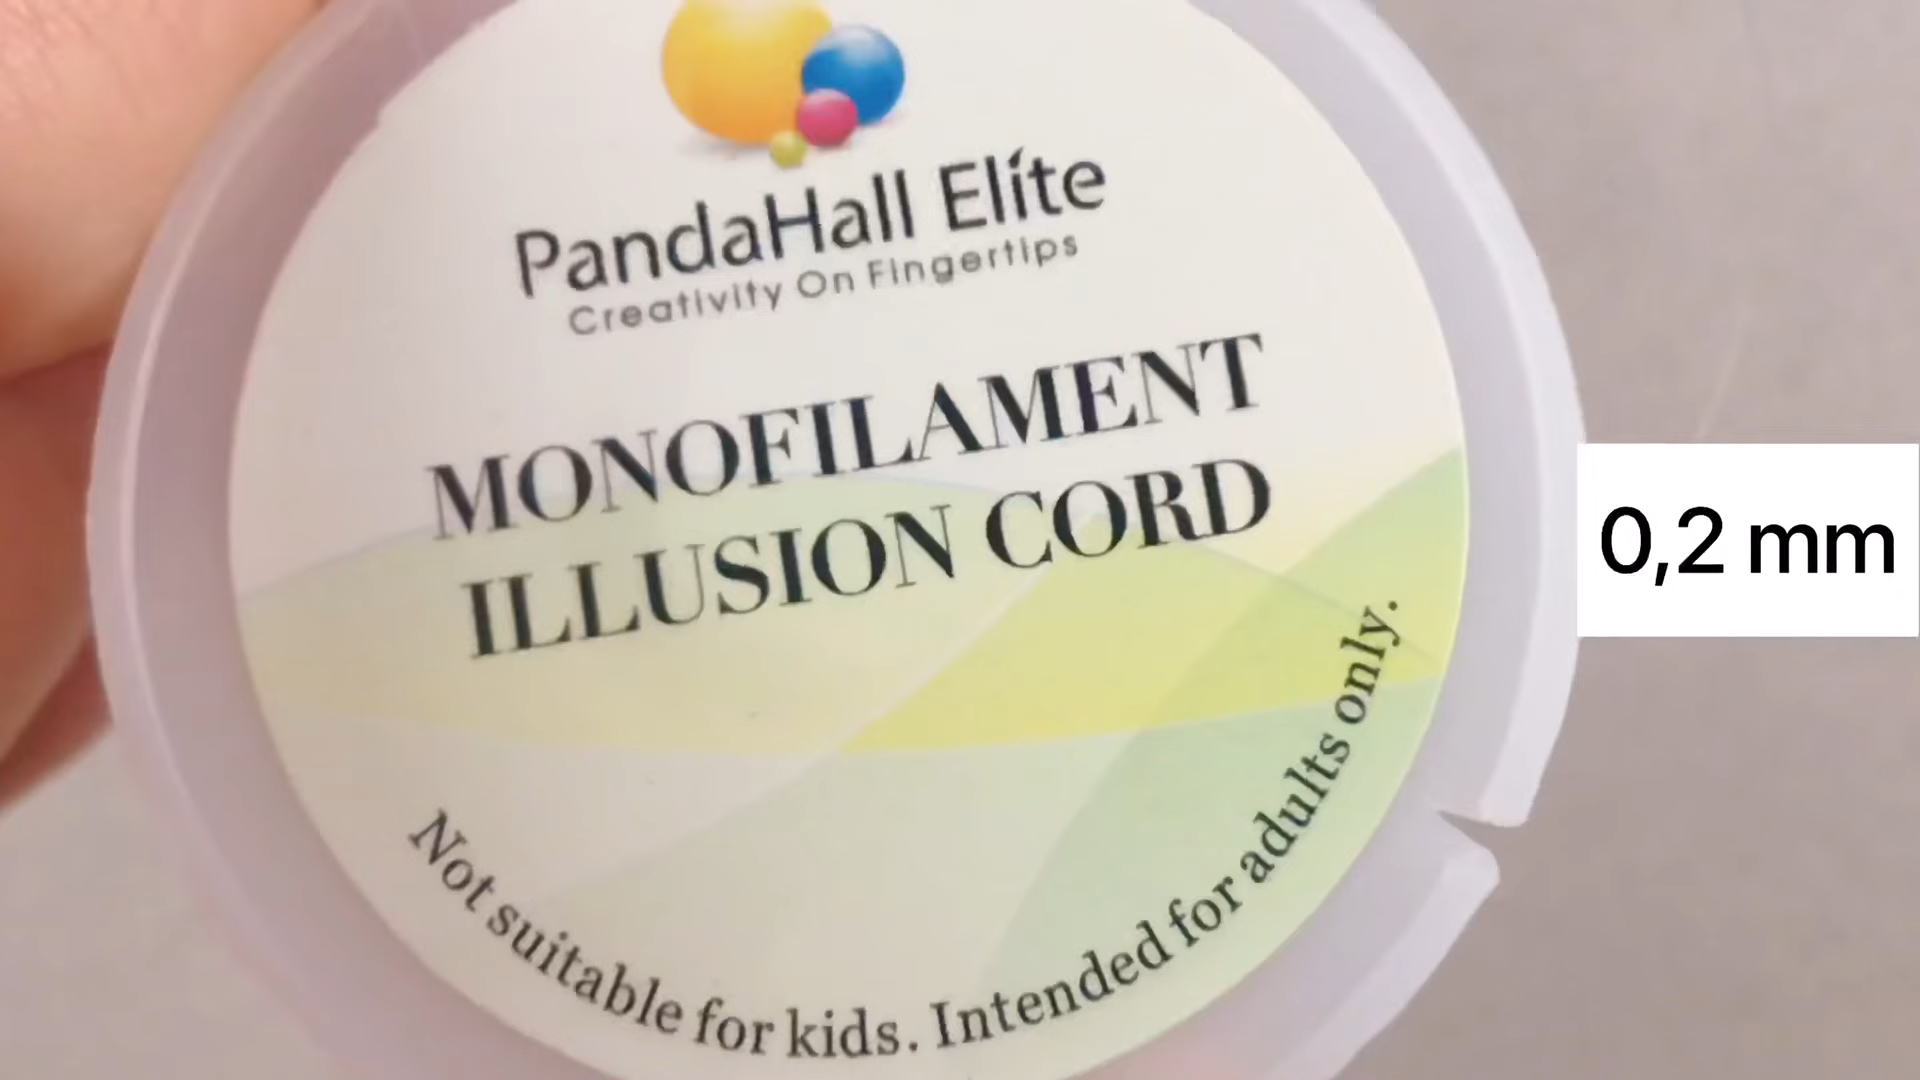 PandaHall Elite
Creativity On Fingertips
MONOFILAMENT
ILLUSION CORD
0,2 mm
Not suitable for kids. Intended for adults only.